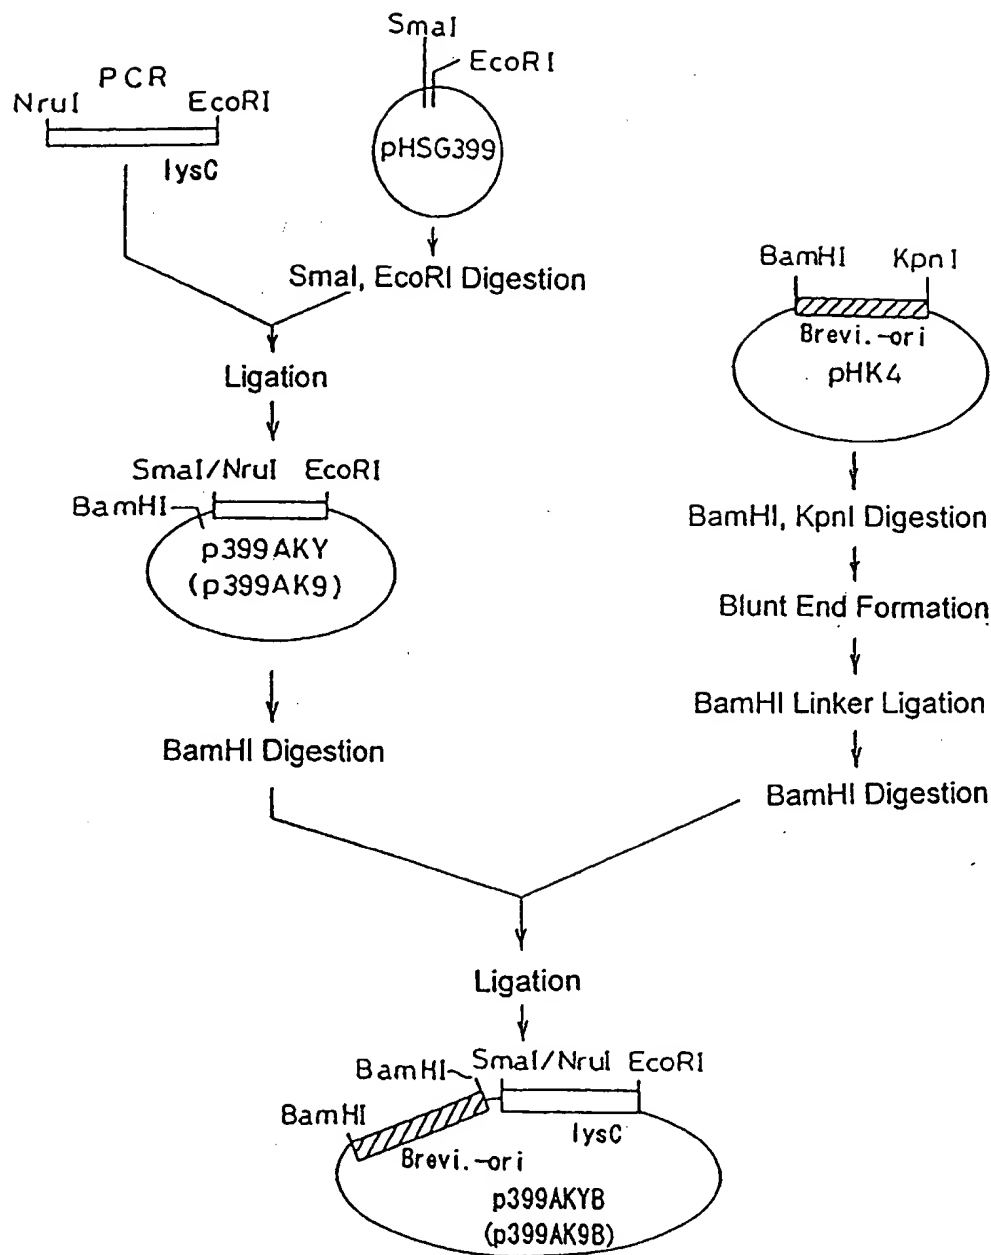 SmaI
EcoRI
PCR
NruI
EcoRI
lysC
pHSG399
SmaI, EcoRI Digestion
Ligation
SmaI/NruI EcoRI
BamHI
p399AKY
(p399AK9)
BamHI Digestion
BamHI KpnI
Brevi.-ori
pHK4
BamHI, KpnI Digestion
Blunt End Formation
BamHI Linker Ligation
BamHI Digestion
Ligation
BamHI SmaI/NruI EcoRI
BamHI
lysC
Brevi.-ori
p399AKYB
(p399AK9B)